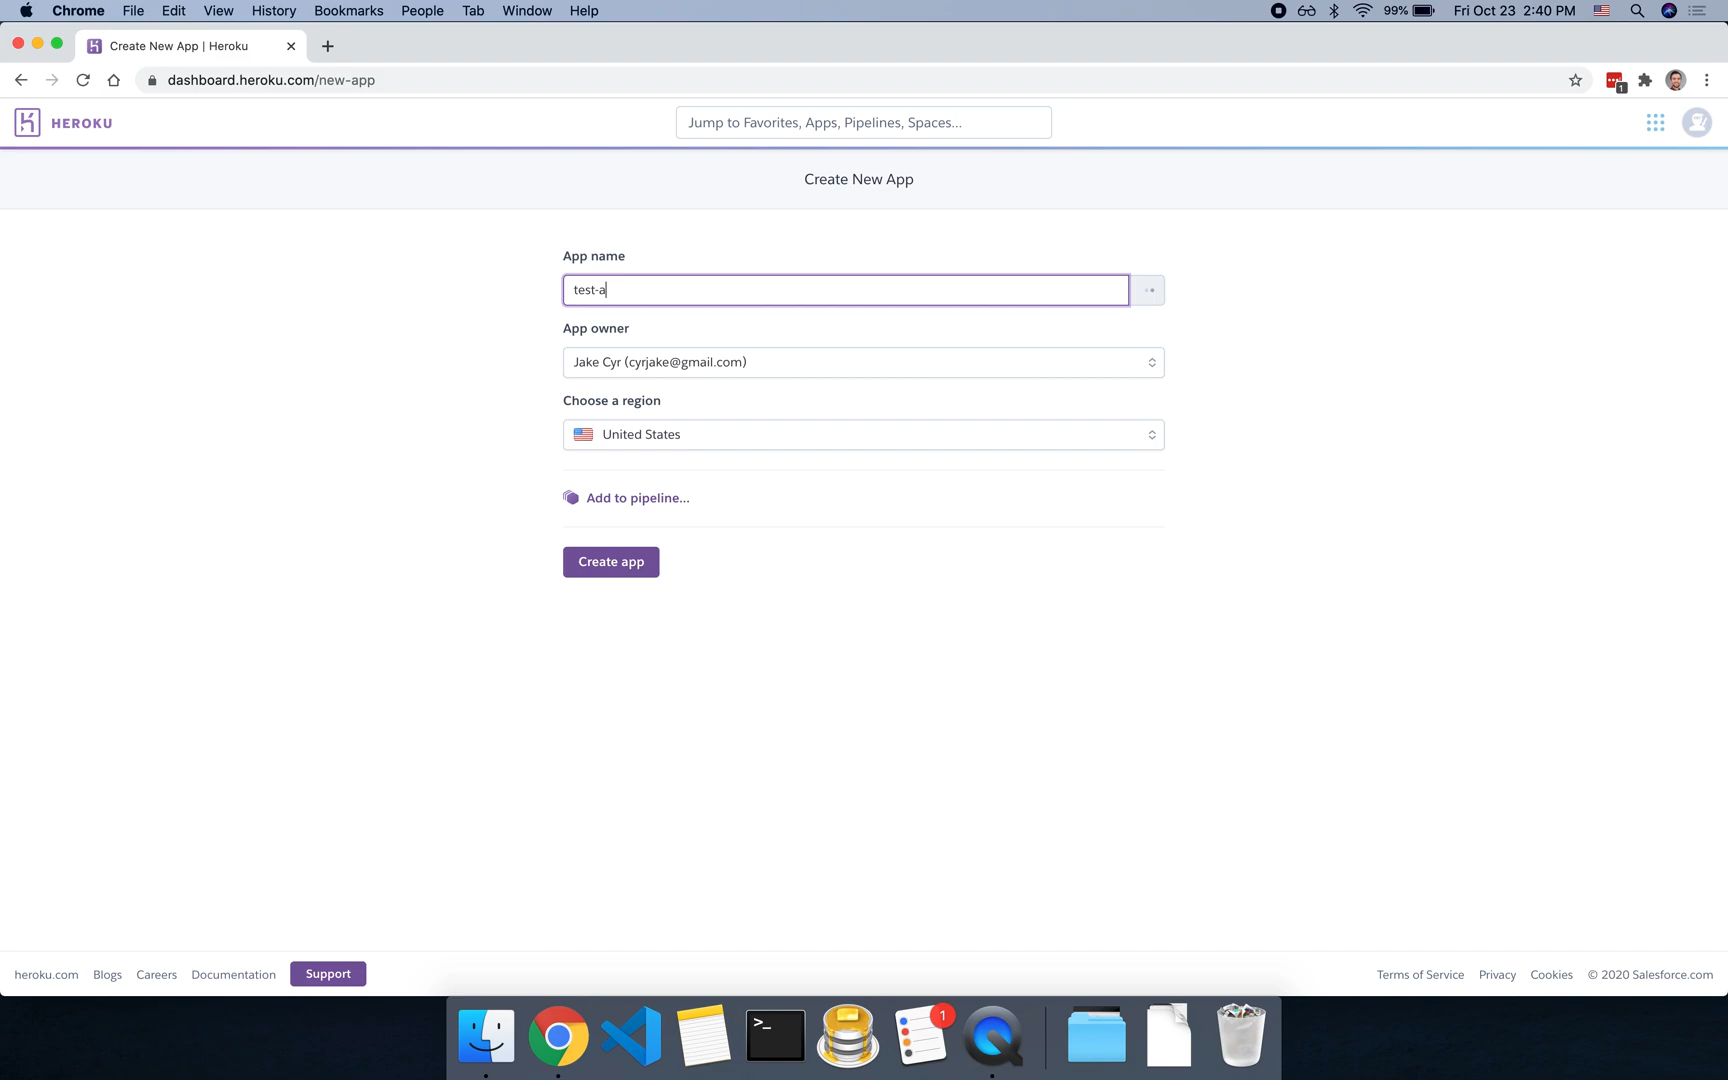 Chrome File Edit View History Bookmarks People Tab Window Help 99% Fri Oct 23 2:40 PM
Create New App | Heroku
dashboard.heroku.com/new-app
1
HEROKU
Jump to Favorites, Apps, Pipelines, Spaces...
Create New App
App name
test-a
App owner
Jake Cyr (cyrjake@gmail.com)
Choose a region
United States
Add to pipeline...
Create app
heroku.com Blogs Careers Documentation Support Terms of Service Privacy Cookies © 2020 Salesforce.com
>_
1